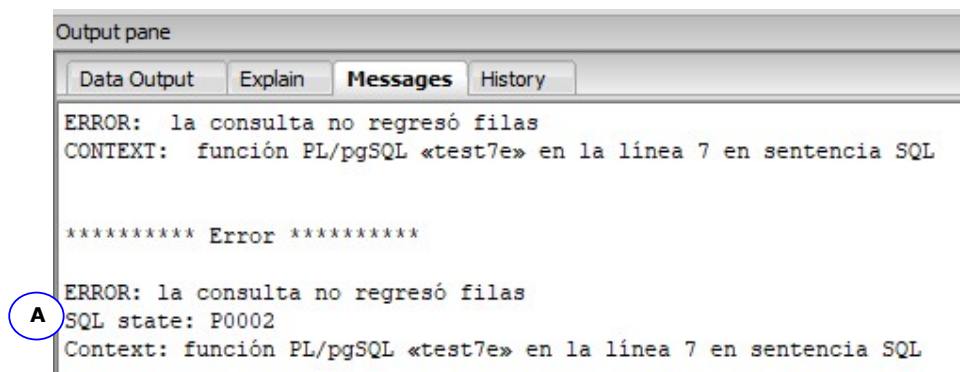 Output pane
Data Output Explain Messages History
ERROR:  la consulta no regresó filas
CONTEXT:  función PL/pgSQL «test7e» en la línea 7 en sentencia SQL
********** Error **********
ERROR: la consulta no regresó filas
A
SQL state: P0002
Context: función PL/pgSQL «test7e» en la línea 7 en sentencia SQL